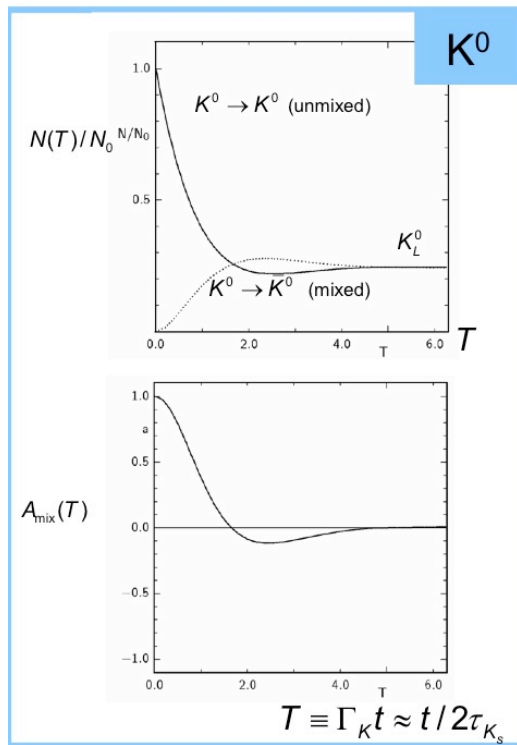 K⁰
1.0
K⁰ → K⁰ (unmixed)
N(T)/N₀ N/N₀
0.5
K⁰_L
K⁰ → K̅⁰ (mixed)
0.0 2.0 4.0 6.0
T T
1.0
a
A_mix(T)
0.0
−0.5
−1.0
0.0 2.0 4.0 6.0
T
T ≡ Γ_K t ≈ t / 2τ_{K_s}